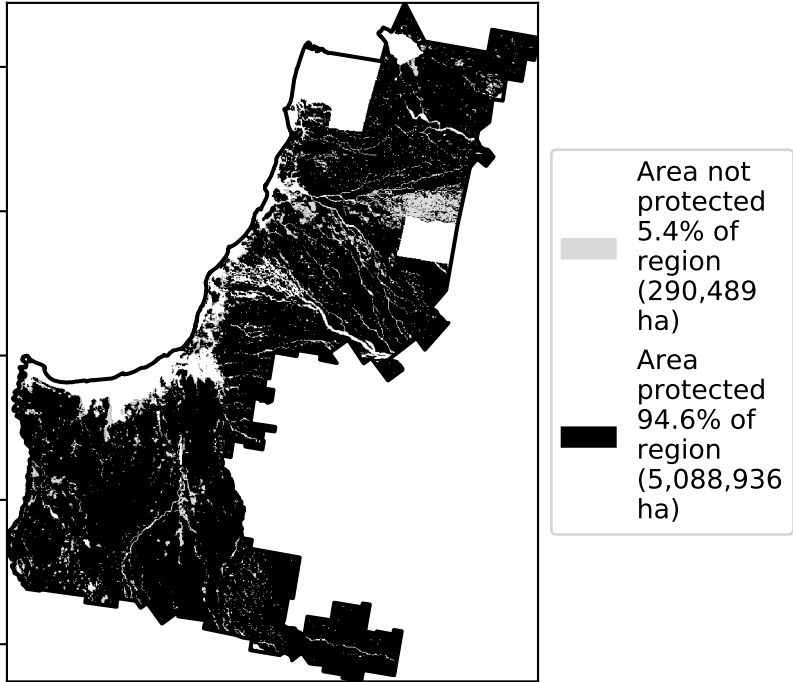 Area not
protected
5.4% of
region
(290,489
ha)
Area
protected
94.6% of
region
(5,088,936
ha)